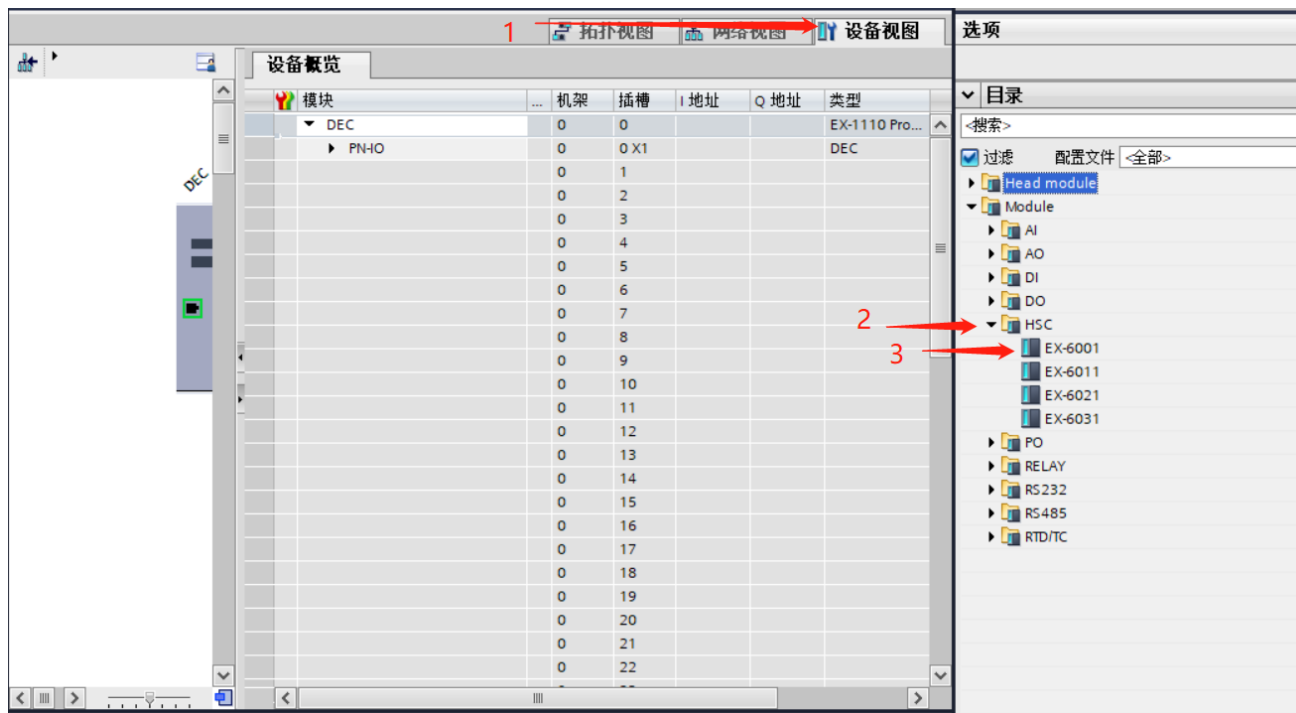 1 拓扑视图 网络视图 设备视图
选项
设备概览
目录
模块 ... 机架 插槽 I 地址 Q 地址 类型
<搜索>
DEC 0 0 EX-1110 Pro...
过滤 配置文件 <全部>
PN-IO 0 0 X1 DEC
0 1
0 2
0 3
0 4
0 5
0 6
0 7
0 8
0 9
0 10
0 11
0 12
0 13
0 14
0 15
0 16
0 17
0 18
0 19
0 20
0 21
0 22
DEC
Head module
Module
AI
AO
DI
DO
2 HSC
3 EX-6001
EX-6011
EX-6021
EX-6031
PO
RELAY
RS232
RS485
RTD/TC